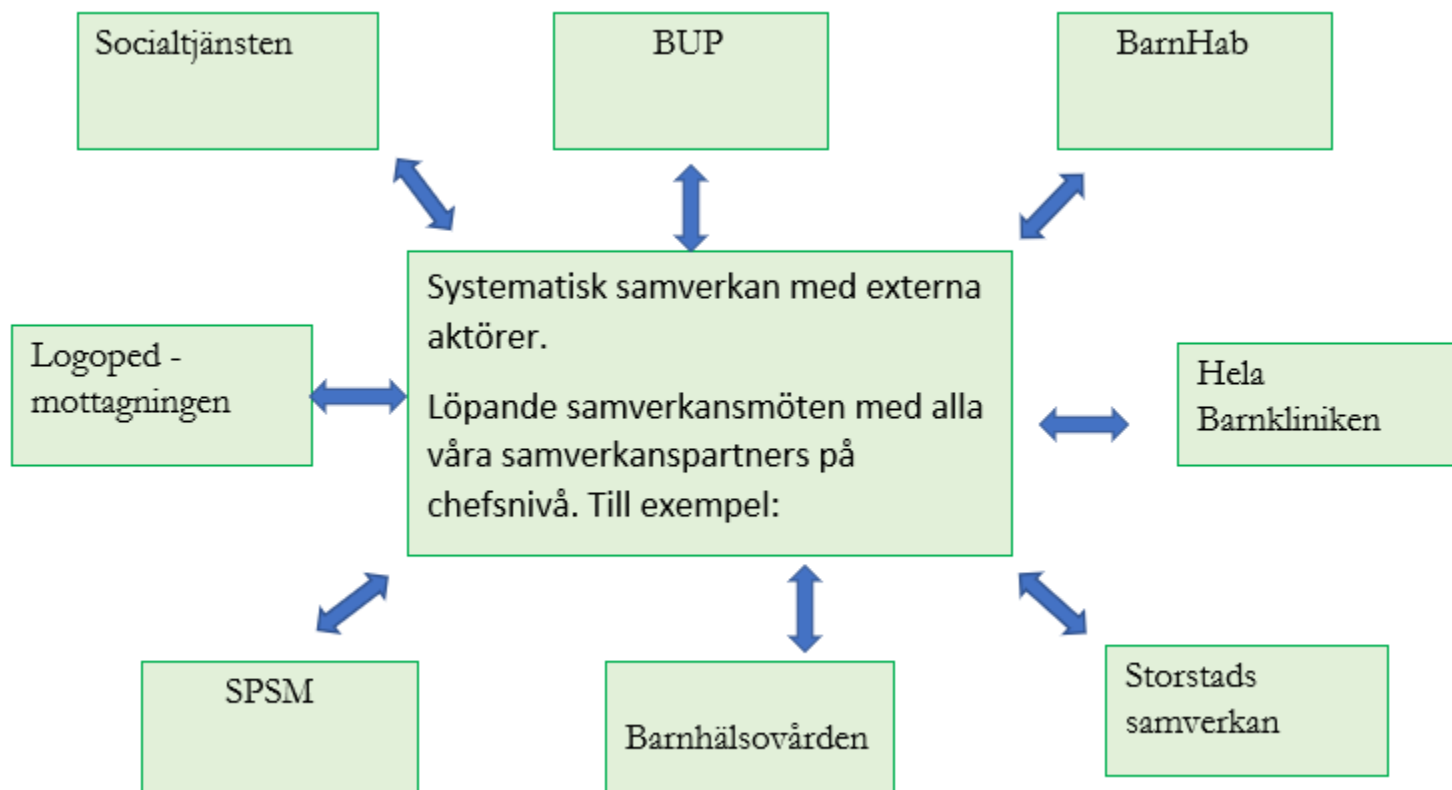 Socialtjänsten
BUP
BarnHab
Systematisk samverkan med externa
aktörer.
Löpande samverkansmöten med alla
våra samverkanspartners på
chefsnivå. Till exempel:
Logoped -
mottagningen
Hela
Barnkliniken
SPSM
Barnhälsovården
Storstads
samverkan